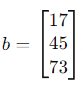 b = [17
45
73]